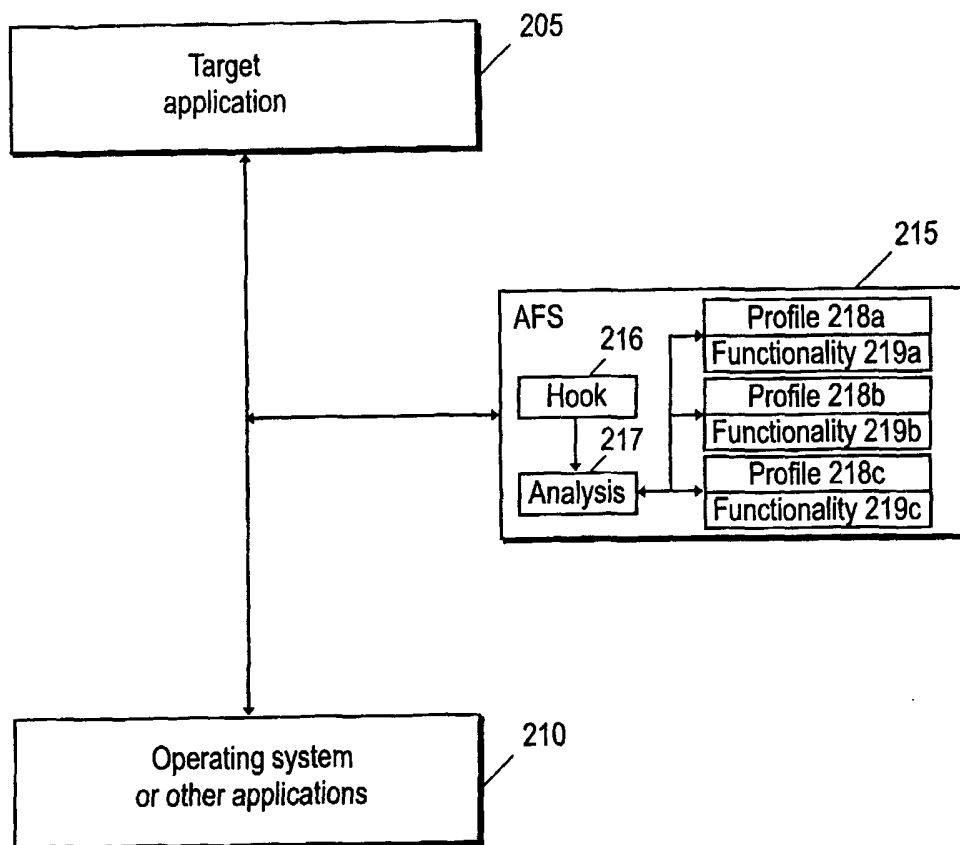 205
Target
application
215
AFS
216
Hook
217
Analysis
Profile 218a
Functionality 219a
Profile 218b
Functionality 219b
Profile 218c
Functionality 219c
210
Operating system
or other applications